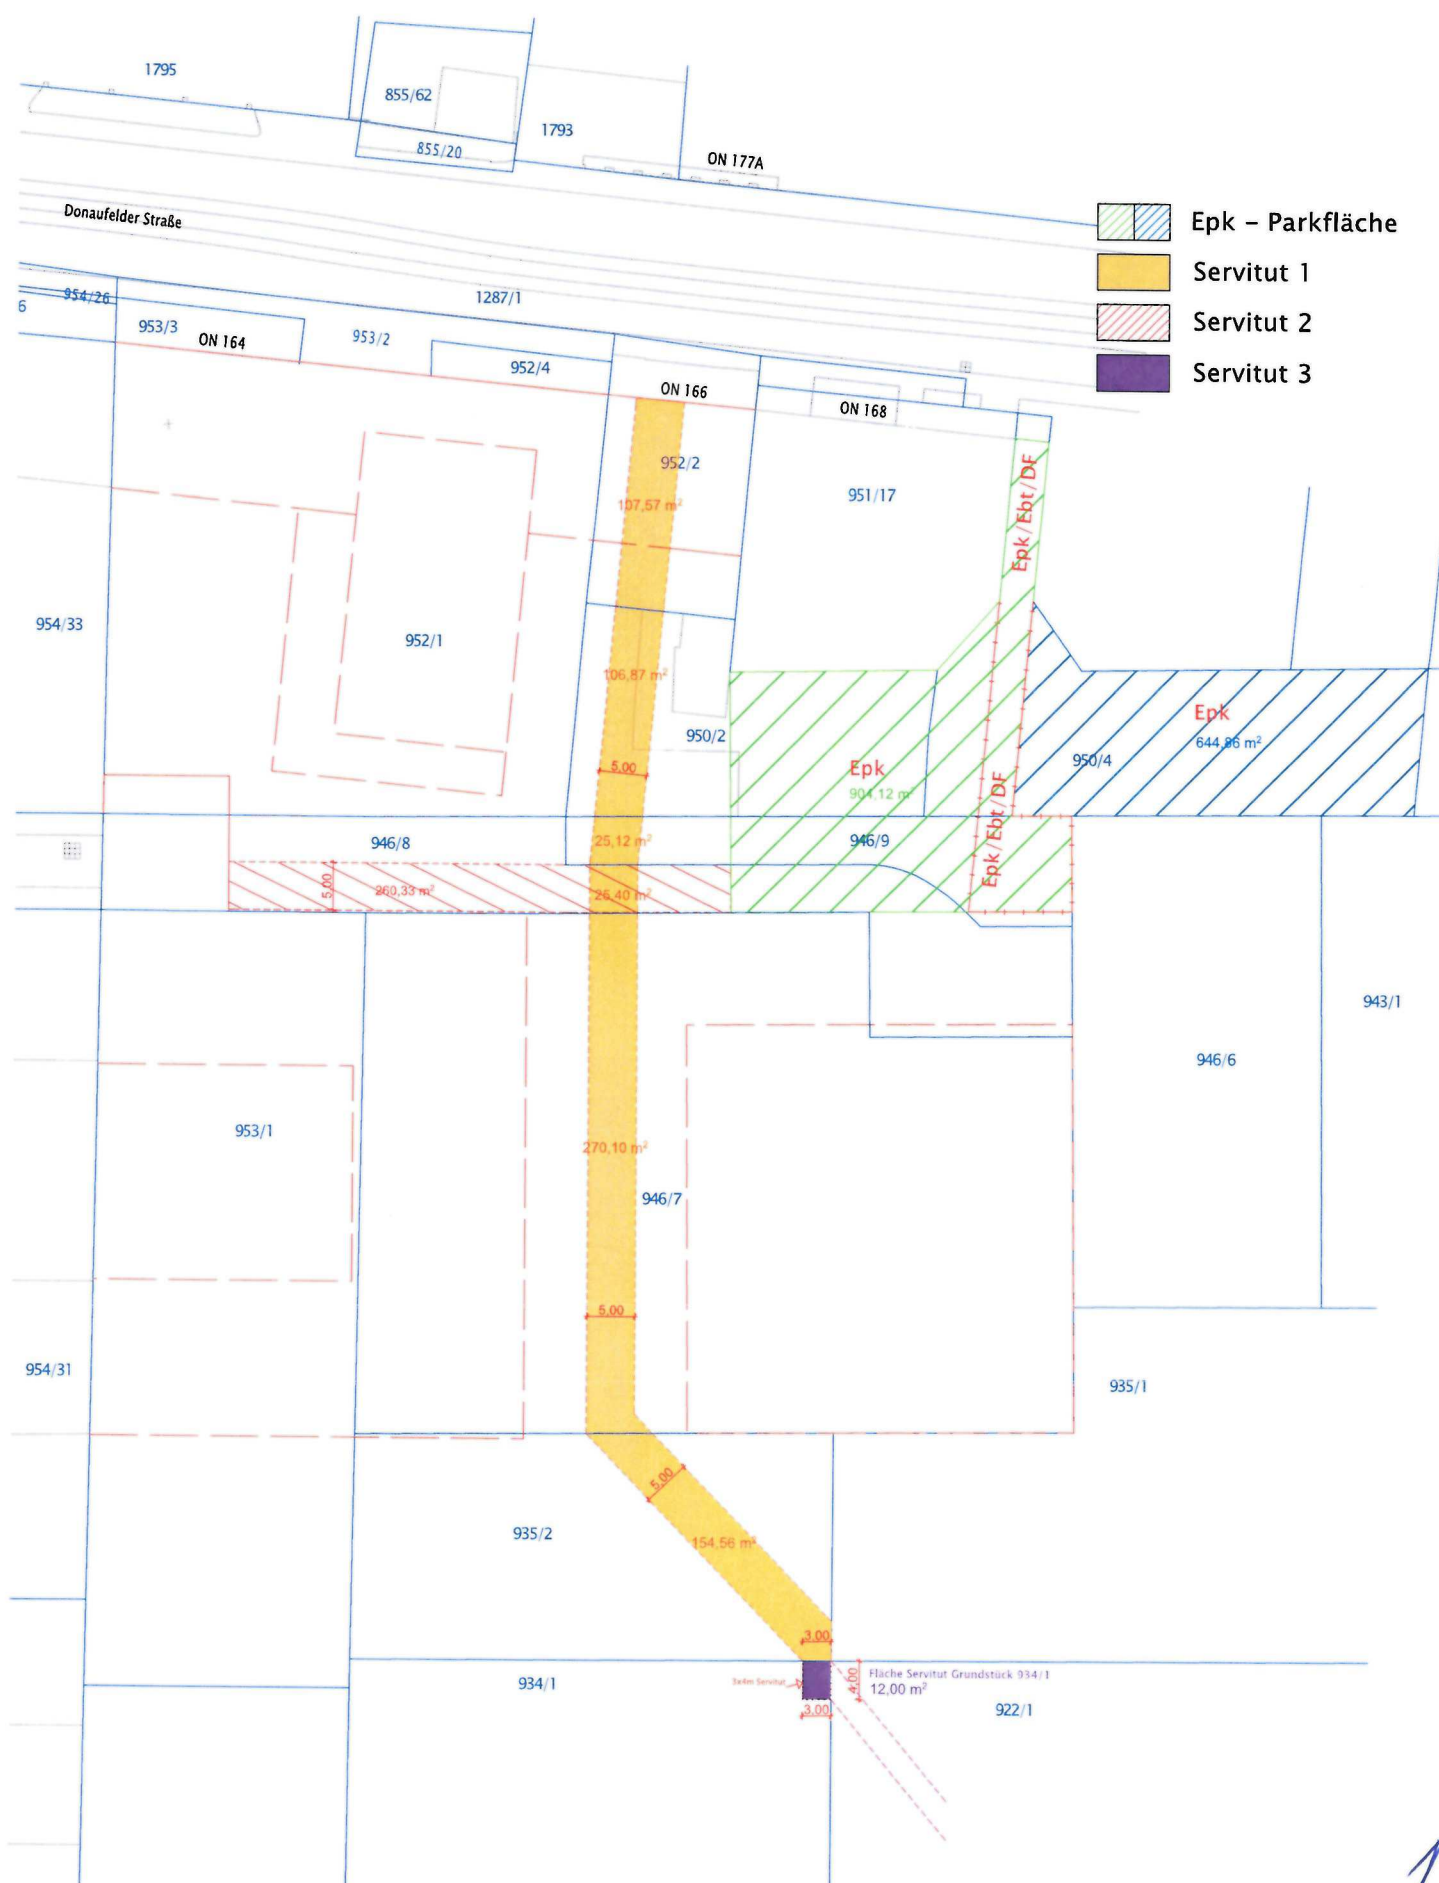 1795
855/62
1793
855/20
ON 177A
Donaufelder Straße
Epk – Parkfläche
Servitut 1
Servitut 2
Servitut 3
6
954/26
1287/1
953/3
ON 164
953/2
952/4
ON 166
ON 168
952/2
951/17
107,57 m²
Epk/Ebt/DF
954/33
952/1
106,87 m²
950/2
Epk
644,86 m²
950/4
5,00
Epk
904,12 m²
Epk/Ebt/DF
946/8
25,12 m²
946/9
5,00
260,33 m²
26,40 m²
943/1
946/6
953/1
270,10 m²
946/7
5,00
954/31
935/1
5,00
935/2
154,56 m²
3,00
934/1
3x4m Servitut
4,00
Fläche Servitut Grundstück 934/1
12,00 m²
3,00
922/1